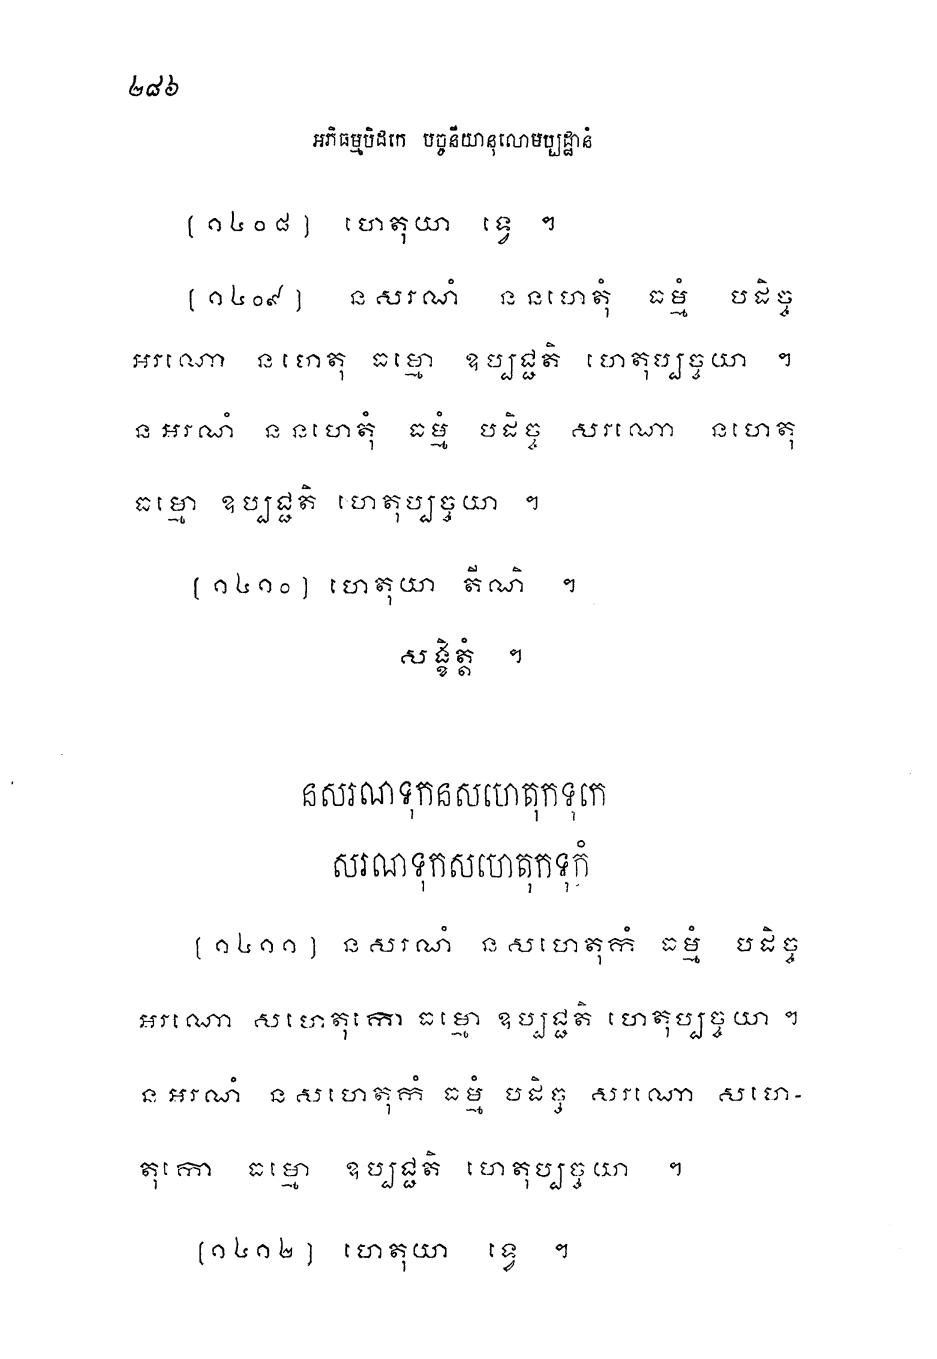 ២៨៦
អភិធម្មបិដកេ បច្ចនីយានុលោមប្បដ្ឋានំ
(១៤០៨) ហេតុយា ទ្វេ ។
(១៤០៩) នសរណំ ននហេតុំ ធម្មំ បដិច្ច
អរណោ នហេតុ ធម្មោ ឧប្បជ្ជតិ ហេតុប្បច្ចយា ។
នអរណំ ននហេតុំ ធម្មំ បដិច្ច សរណោ នហេតុ
ធម្មោ ឧប្បជ្ជតិ ហេតុប្បច្ចយា ។
(១៤១០) ហេតុយា តីណិ ។
សង្ខិត្តំ ។
នសរណទុកនសហេតុកទុកេ
សរណទុកសហេតុកទុកំ
(១៤១១) នសរណំ នសហេតុកំ ធម្មំ បដិច្ច
អរណោ សហេតុកោ ធម្មោ ឧប្បជ្ជតិ ហេតុប្បច្ចយា ។
នអរណំ នសហេតុកំ ធម្មំ បដិច្ច សរណោ សហេ-
តុកោ ធម្មោ ឧប្បជ្ជតិ ហេតុប្បច្ចយា ។
(១៤១២) ហេតុយា ទ្វេ ។